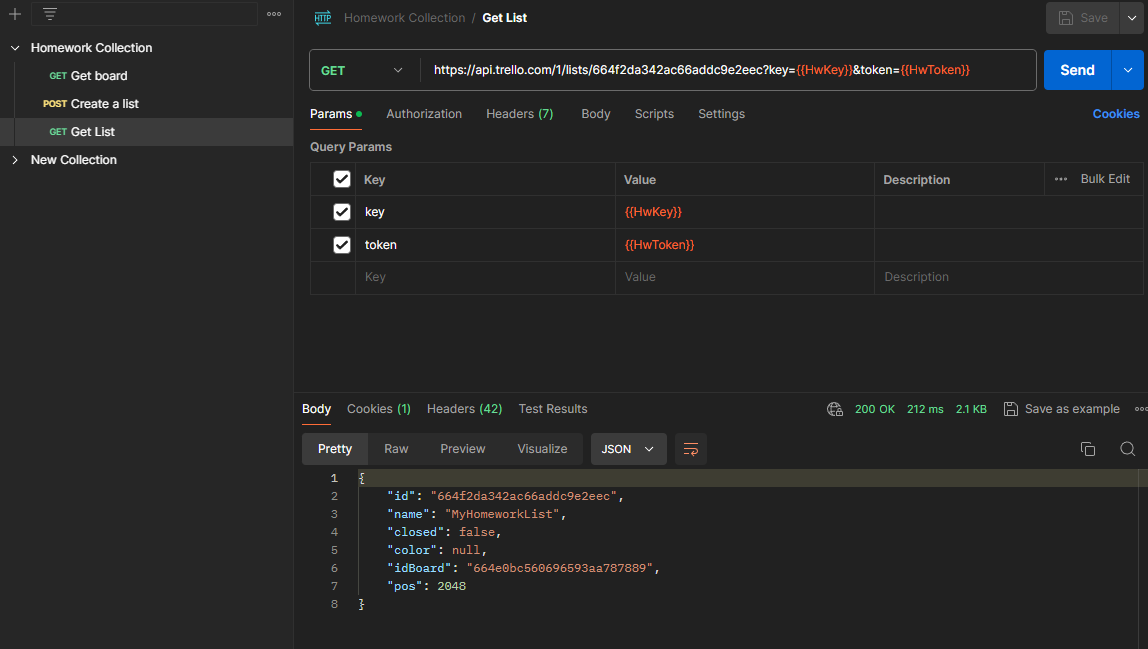 HTTP Homework Collection / Get List
Save
Homework Collection
GET Get board
POST Create a list
GET Get List
New Collection
GET https://api.trello.com/1/lists/664f2da342ac66addc9e2eec?key={{HwKey}}&token={{HwToken}} Send
Params Authorization Headers (7) Body Scripts Settings Cookies
Query Params
Key Value Description Bulk Edit
key {{HwKey}}
token {{HwToken}}
Key Value Description
Body Cookies (1) Headers (42) Test Results 200 OK 212 ms 2.1 KB Save as example
Pretty Raw Preview Visualize JSON
1 {
2 "id": "664f2da342ac66addc9e2eec",
3 "name": "MyHomeworkList",
4 "closed": false,
5 "color": null,
6 "idBoard": "664e0bc560696593aa787889",
7 "pos": 2048
8 }